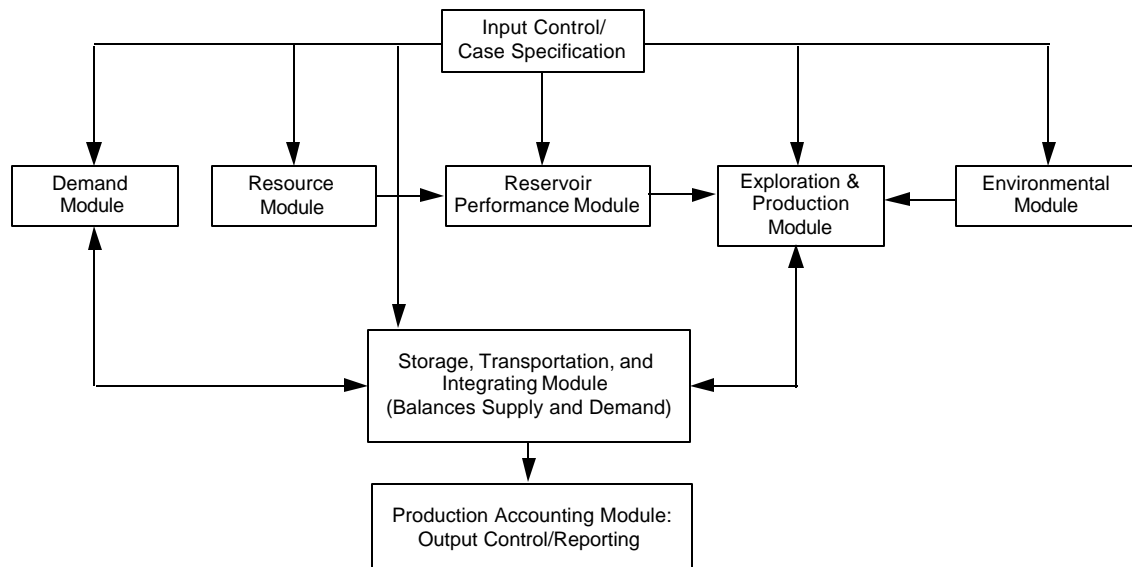 Input Control/
Case Specification
Demand
Module
Resource
Module
Reservoir
Performance Module
Exploration &
Production
Module
Environmental
Module
Storage, Transportation, and
Integrating Module
(Balances Supply and Demand)
Production Accounting Module:
Output Control/Reporting